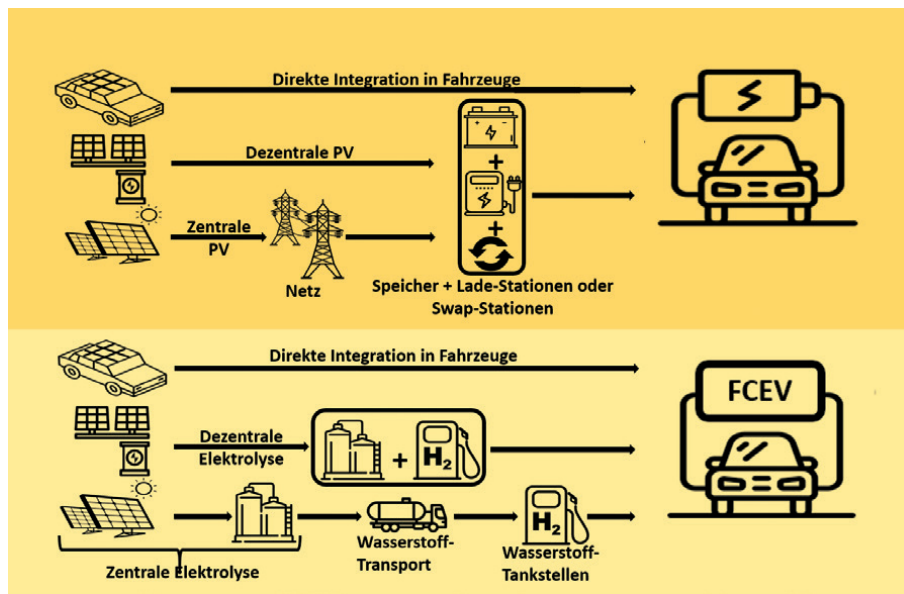 Direkte Integration in Fahrzeuge
Dezentrale PV
+
Zentrale
PV
+
Netz
Speicher + Lade-Stationen oder
Swap-Stationen
Direkte Integration in Fahrzeuge
FCEV
Dezentrale
Elektrolyse
+
H2
H2
Wasserstoff-
Transport
Wasserstoff-
Tankstellen
Zentrale Elektrolyse